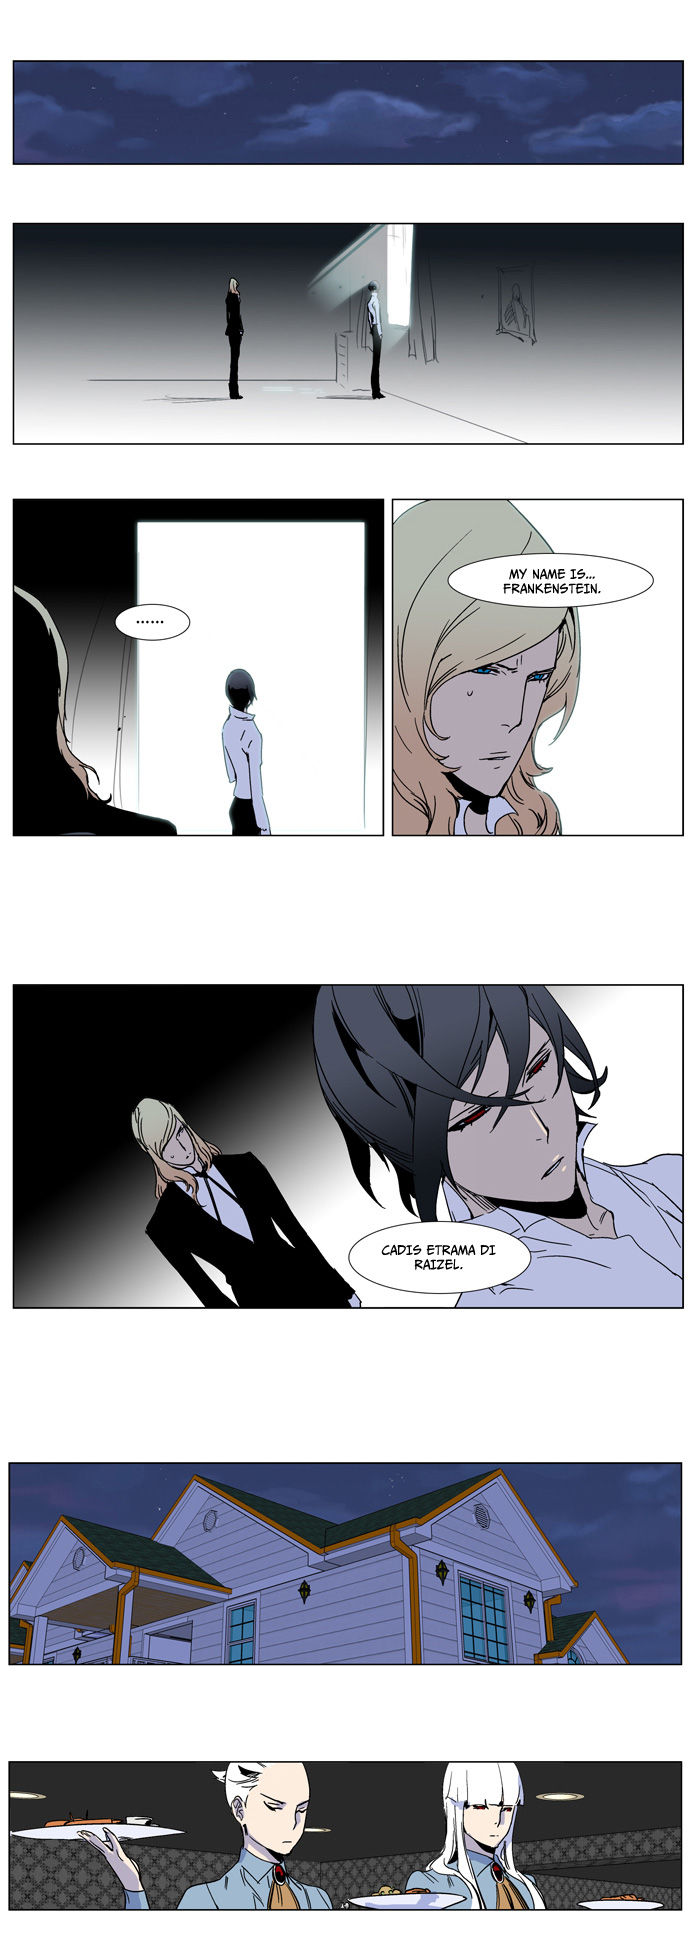 ......
MY NAME IS...
FRANKENSTEIN.
CADIS ETRAMA DI
RAIZEL.